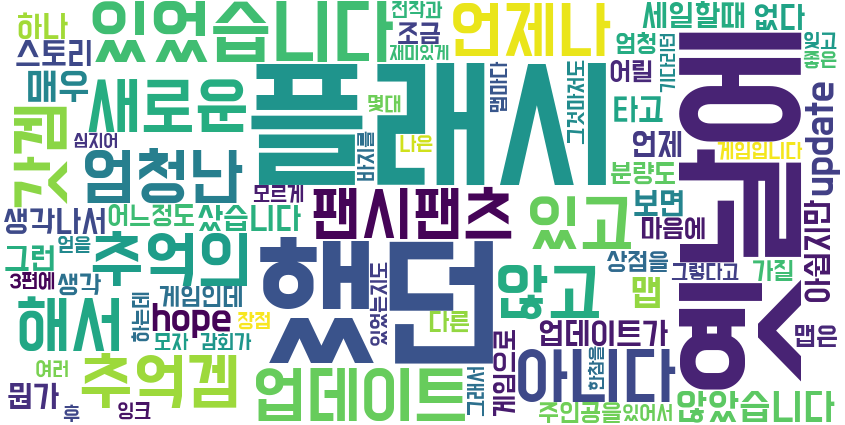 하나
전작과
언제나
세일할때 없다
있었습니다
조금
재미있게
엄청
잊고
좋은
기다리던
스토리
플래시
맵마다
그것마저도
어릴
옛날에
매우
새로운
몇대
타고
update
갓겜
심지어
바지를
나은
언제
게임입니다
엄청난
분량도
모르게
팬시팬츠
있고
보면
마음에
아쉽지만
생각나서
어느정도
샀습니다
그런
얻을
추억의
했던
않고
상점을
3편에
생각
게임인데
있었는지도
그렇다고
가질
맵
해서
하는데
hope
장점
다른
업데이트가
맵은
모자
감회가
게임으로
여러
추억겜
업데이트
그래서
아니다
한참을
뭔가
후
잉크
주인공을
있어서
않았습니다